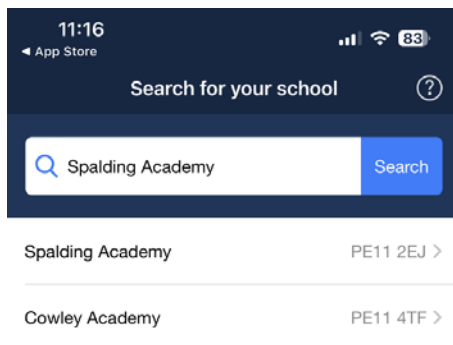 11:16
83
◀ App Store
Search for your school
?
Spalding Academy
Search
Spalding Academy PE11 2EJ >
Cowley Academy PE11 4TF >